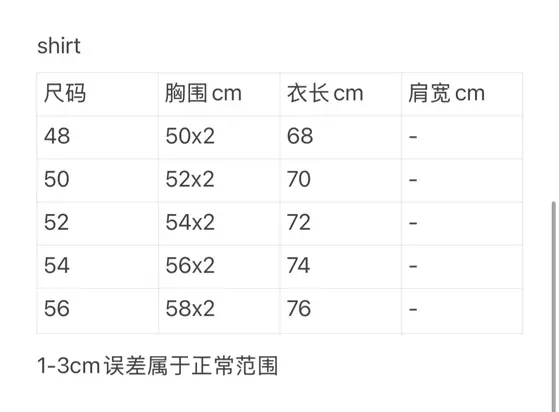 shirt
尺码 胸围cm 衣长cm 肩宽cm
48 50x2 68 -
50 52x2 70 -
52 54x2 72 -
54 56x2 74 -
56 58x2 76 -
1-3cm误差属于正常范围